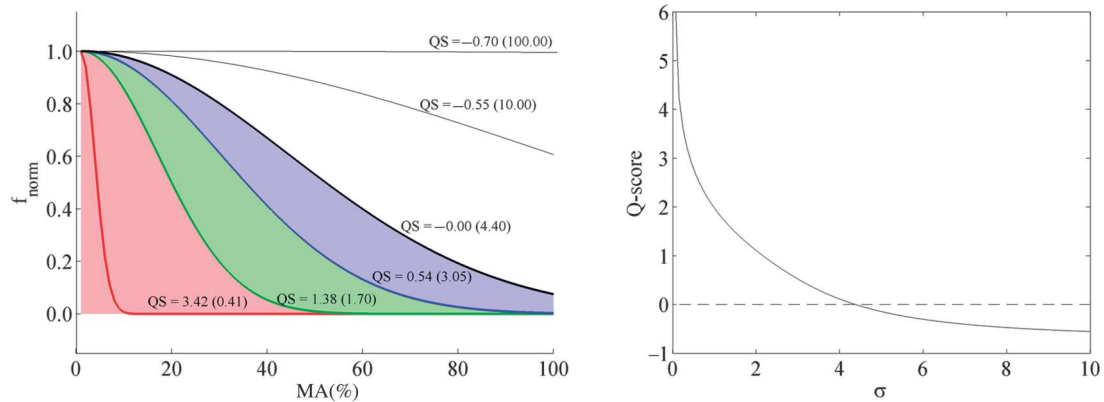 1.0
0.8
0.6
0.4
0.2
0.0
f norm
QS =−0.70 (100.00)
QS =−0.55 (10.00)
QS =−0.00 (4.40)
QS = 0.54 (3.05)
QS = 3.42 (0.41)
QS = 1.38 (1.70)
0 20 40 60 80 100
MA(%)
6
5
4
3
2
1
0
−1
Q-score
0 2 4 6 8 10
σ